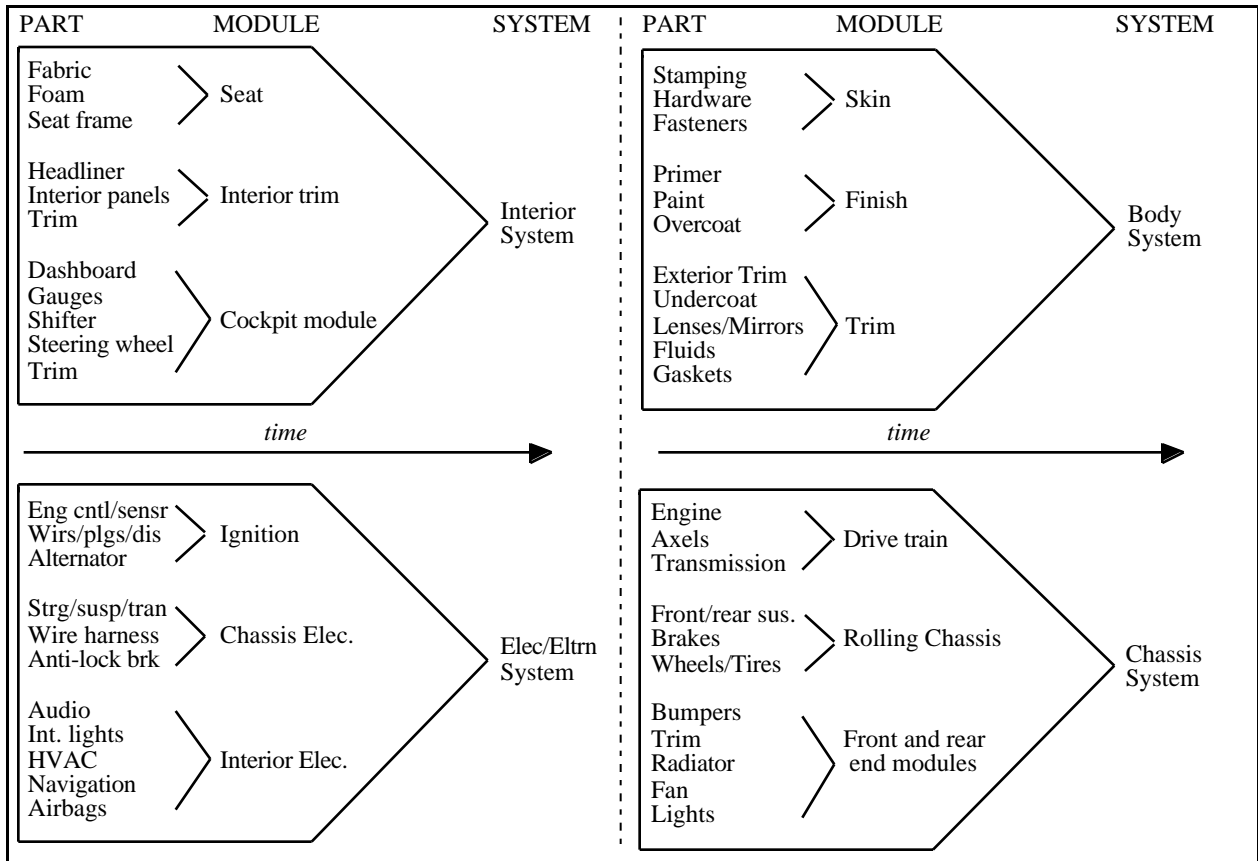 PART MODULE SYSTEM
Fabric
Foam
Seat frame
Seat
Headliner
Interior panels
Trim
Interior trim
Dashboard
Gauges
Shifter
Steering wheel
Trim
Cockpit module
Interior
System
time
PART MODULE SYSTEM
Stamping
Hardware
Fasteners
Skin
Primer
Paint
Overcoat
Finish
Exterior Trim
Undercoat
Lenses/Mirrors
Fluids
Gaskets
Trim
Body
System
time
Eng cntl/sensr
Wirs/plgs/dis
Alternator
Ignition
Strg/susp/tran
Wire harness
Anti-lock brk
Chassis Elec.
Audio
Int. lights
HVAC
Navigation
Airbags
Interior Elec.
Elec/Eltrn
System
Engine
Axels
Transmission
Drive train
Front/rear sus.
Brakes
Wheels/Tires
Rolling Chassis
Bumpers
Trim
Radiator
Fan
Lights
Front and rear
end modules
Chassis
System